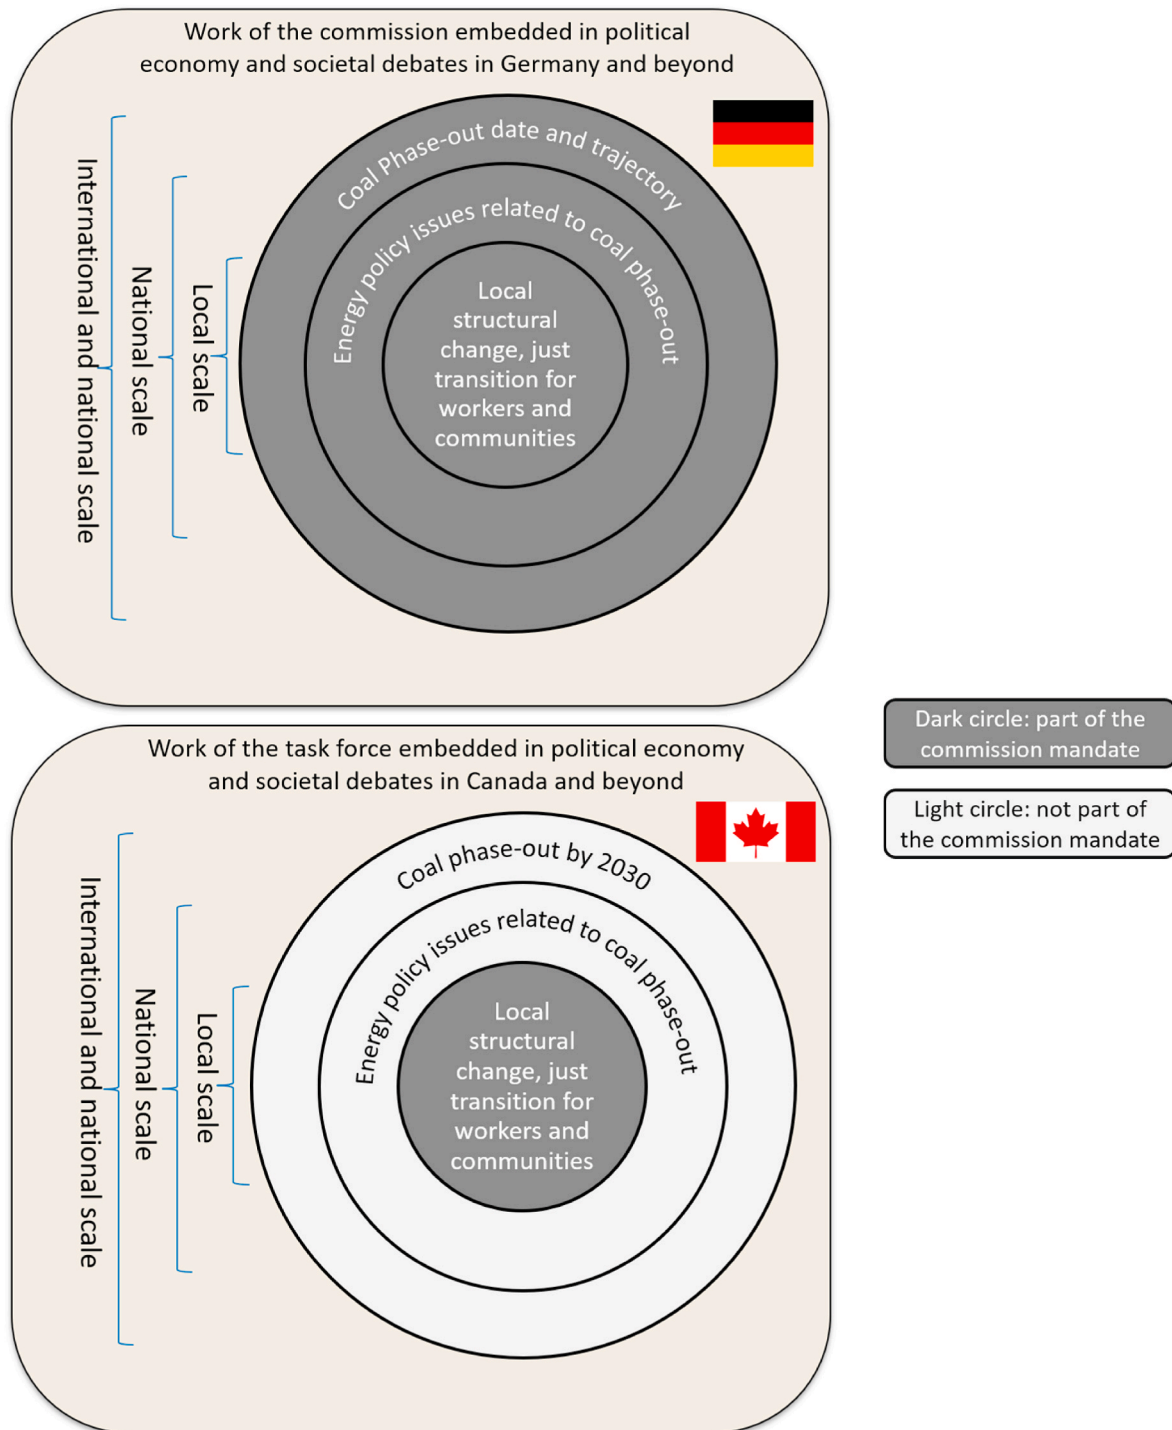 Work of the commission embedded in political
economy and societal debates in Germany and beyond
International and national scale
National scale
Local scale
Coal Phase-out date and trajectory
Energy policy issues related to coal phase-out
Local
structural
change, just
transition for
workers and
communities
Work of the task force embedded in political economy
and societal debates in Canada and beyond
International and national scale
National scale
Local scale
Coal phase-out by 2030
Energy policy issues related to coal phase-out
Local
structural
change, just
transition for
workers and
communities
Dark circle: part of the
commission mandate
Light circle: not part of
the commission mandate